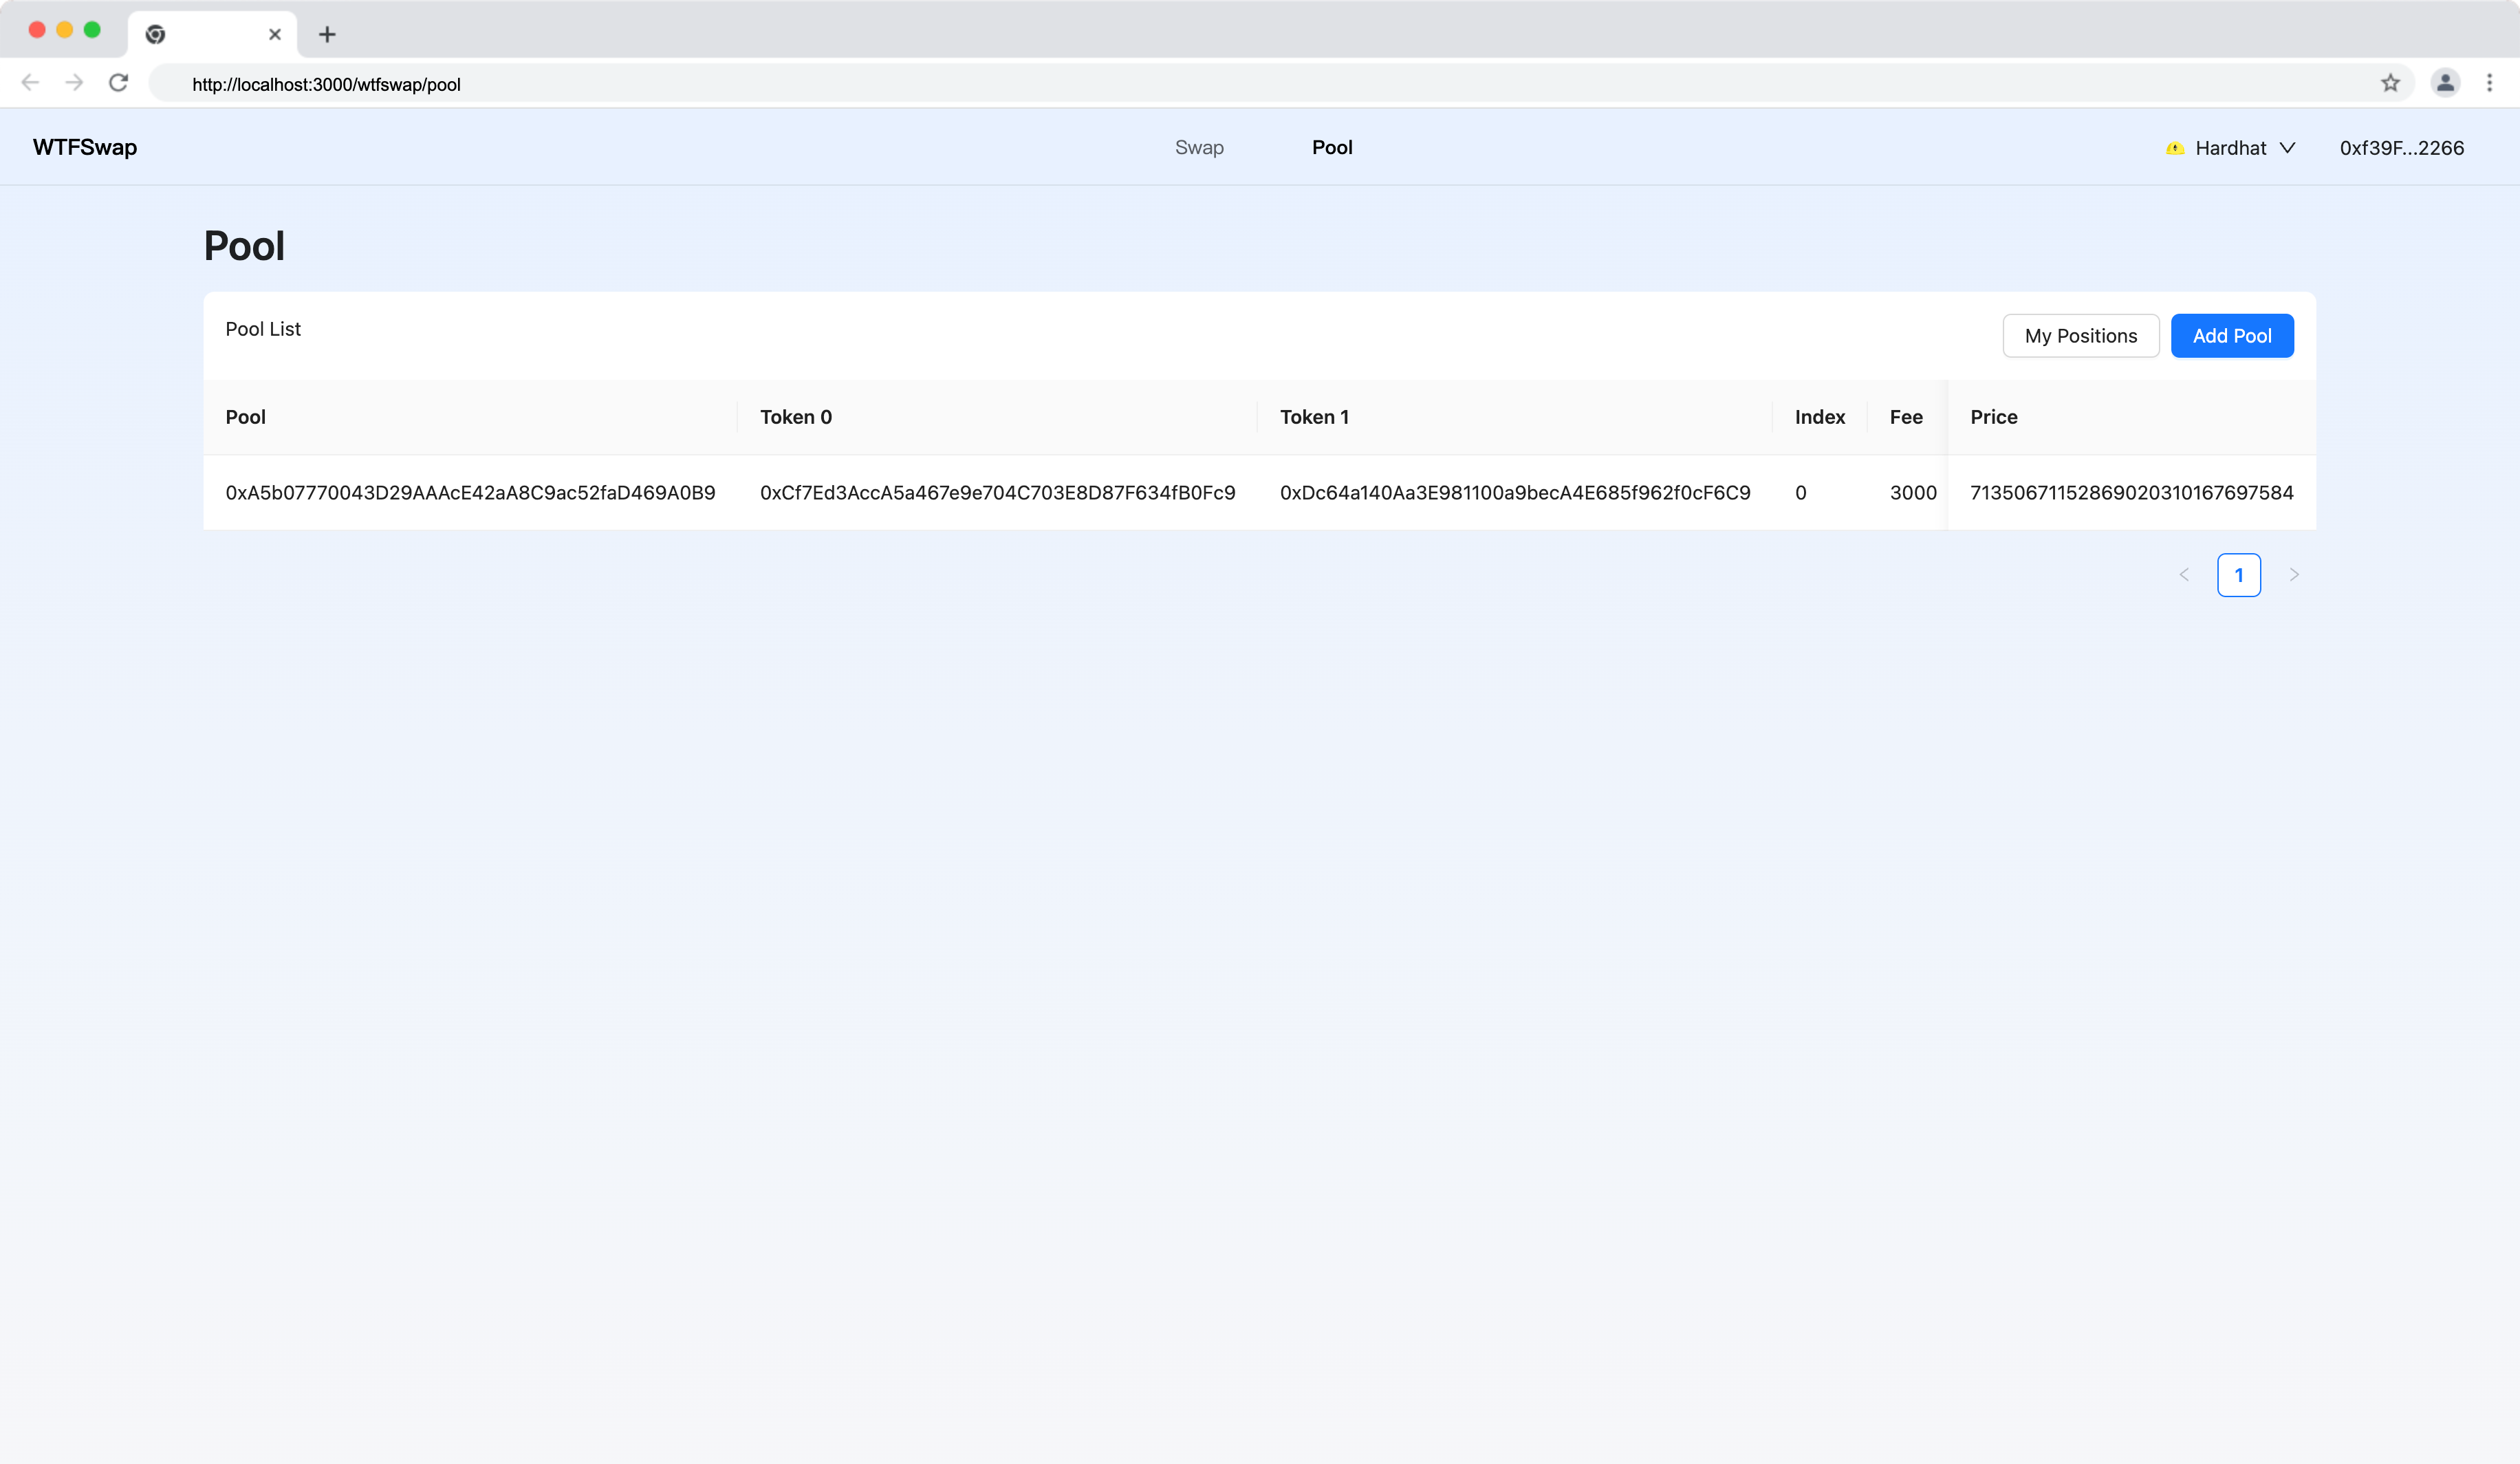 http://localhost:3000/wtfswap/pool
WTFSwap Swap Pool Hardhat 0xf39F...2266
Pool
Pool List My Positions Add Pool
Pool Token 0 Token 1 Index Fee Price
0xA5b07770043D29AAAcE42aA8C9ac52faD469A0B9 0xCf7Ed3AccA5a467e9e704C703E8D87F634fB0Fc9 0xDc64a140Aa3E981100a9becA4E685f962f0cF6C9 0 3000 71350671152869020310167697584
1